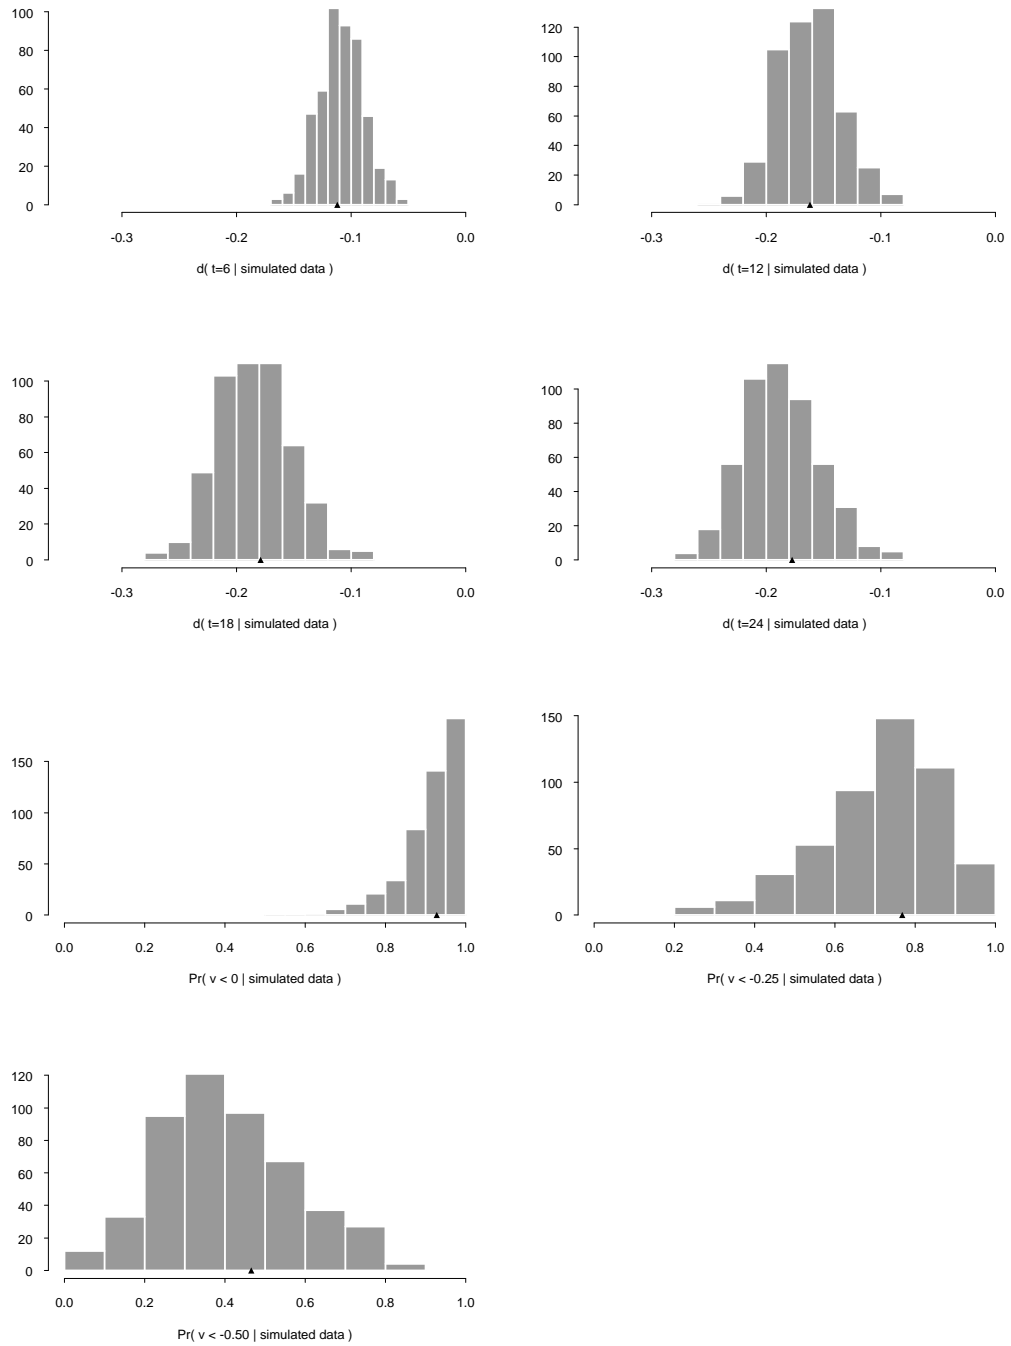 100
80
60
40
20
0
-0.3 -0.2 -0.1 0.0
d( t=6 | simulated data )
120
100
80
60
40
20
0
-0.3 -0.2 -0.1 0.0
d( t=12 | simulated data )
100
80
60
40
20
0
-0.3 -0.2 -0.1 0.0
d( t=18 | simulated data )
100
80
60
40
20
0
-0.3 -0.2 -0.1 0.0
d( t=24 | simulated data )
150
100
50
0
0.0 0.2 0.4 0.6 0.8 1.0
Pr( v < 0 | simulated data )
150
100
50
0
0.0 0.2 0.4 0.6 0.8 1.0
Pr( v < -0.25 | simulated data )
120
100
80
60
40
20
0
0.0 0.2 0.4 0.6 0.8 1.0
Pr( v < -0.50 | simulated data )